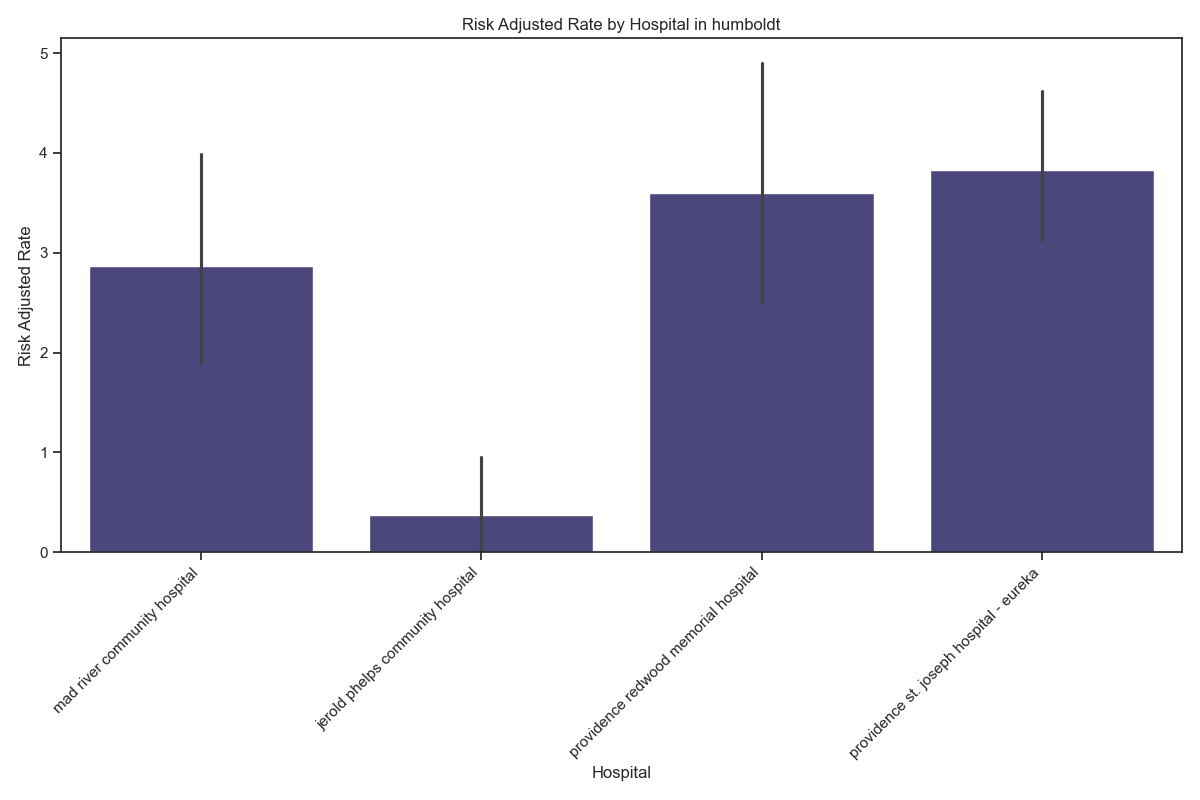 Risk Adjusted Rate by Hospital in humboldt
Risk Adjusted Rate
5
4
3
2
1
0
mad river community hospital
jerold phelps community hospital
providence redwood memorial hospital
providence st. joseph hospital - eureka
Hospital